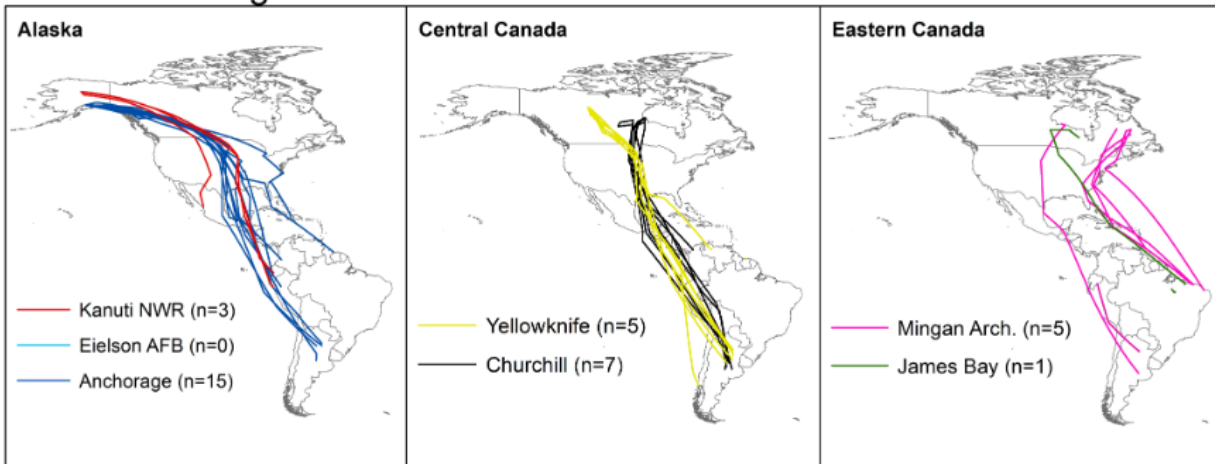 Alaska
Kanuti NWR (n=3)
Eielson AFB (n=0)
Anchorage (n=15)
Central Canada
Yellowknife (n=5)
Churchill (n=7)
Eastern Canada
Mingan Arch. (n=5)
James Bay (n=1)